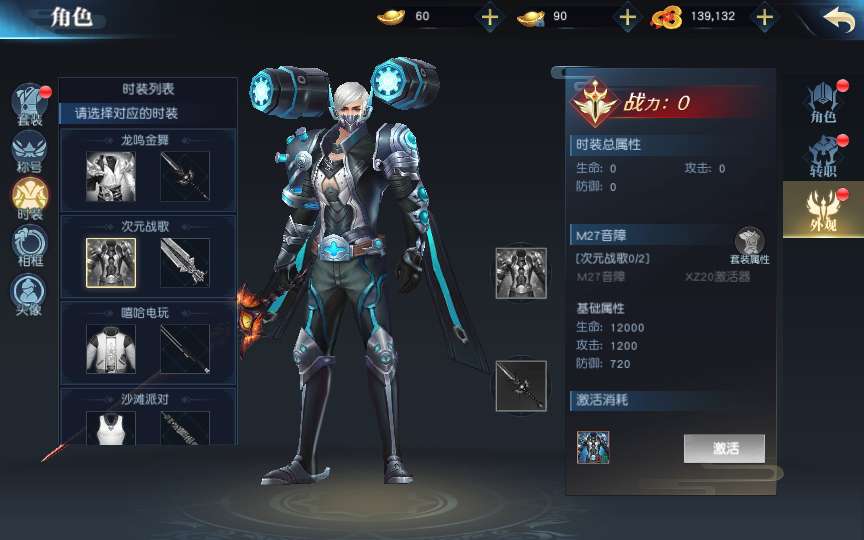 角色
60
90
139,132
套装
称号
时装
相框
头像
时装列表
请选择对应的时装
龙鸣金舞
次元战歌
嘻哈电玩
沙滩派对
战力：0
时装总属性
生命：0
攻击：0
防御：0
M27音障
[次元战歌0/2]
套装属性
M27音障
XZ20激活器
基础属性
生命：12000
攻击：1200
防御：720
激活消耗
激活
角色
转职
外观